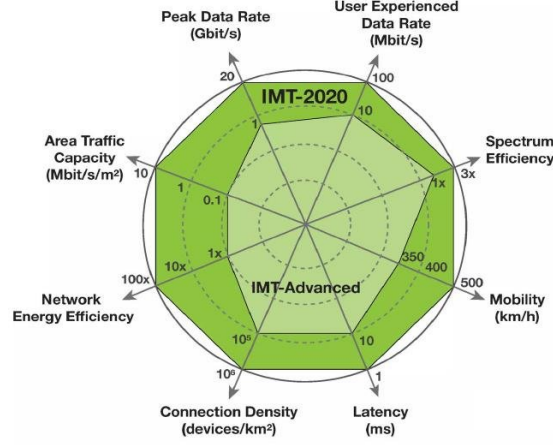 Peak Data Rate
(Gbit/s)
User Experienced
Data Rate
(Mbit/s)
20
100
IMT-2020
1
10
Area Traffic
Capacity
(Mbit/s/m²)
Spectrum
Efficiency
10
1
0.1
1x
3x
1x
10x
100x
350
400
500
Network
Energy Efficiency
Mobility
(km/h)
IMT-Advanced
10⁵
10
10⁶
1
Connection Density
(devices/km²)
Latency
(ms)